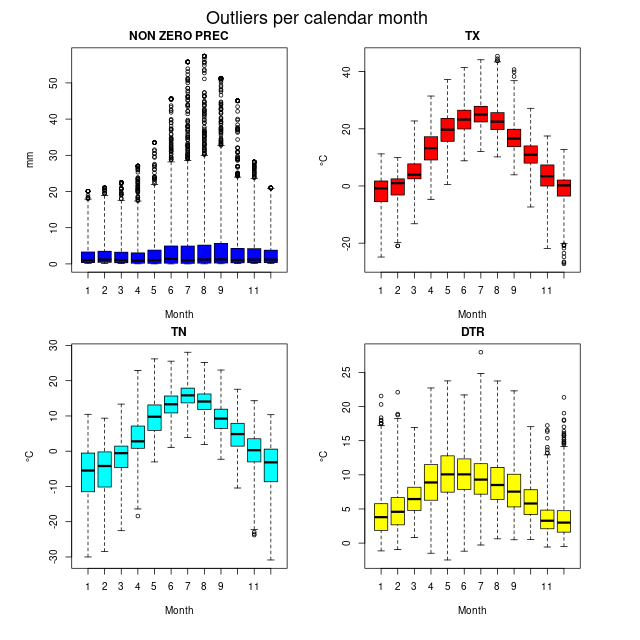 Outliers per calendar month
NON ZERO PREC
mm
0 10 20 30 40 50
1 2 3 4 5 6 7 8 9 11
Month
TX
°C
-20 0 20 40
1 2 3 4 5 6 7 8 9 11
Month
TN
°C
-30 -20 -10 0 10 20 30
1 2 3 4 5 6 7 8 9 11
Month
DTR
°C
0 5 10 15 20 25
1 2 3 4 5 6 7 8 9 11
Month